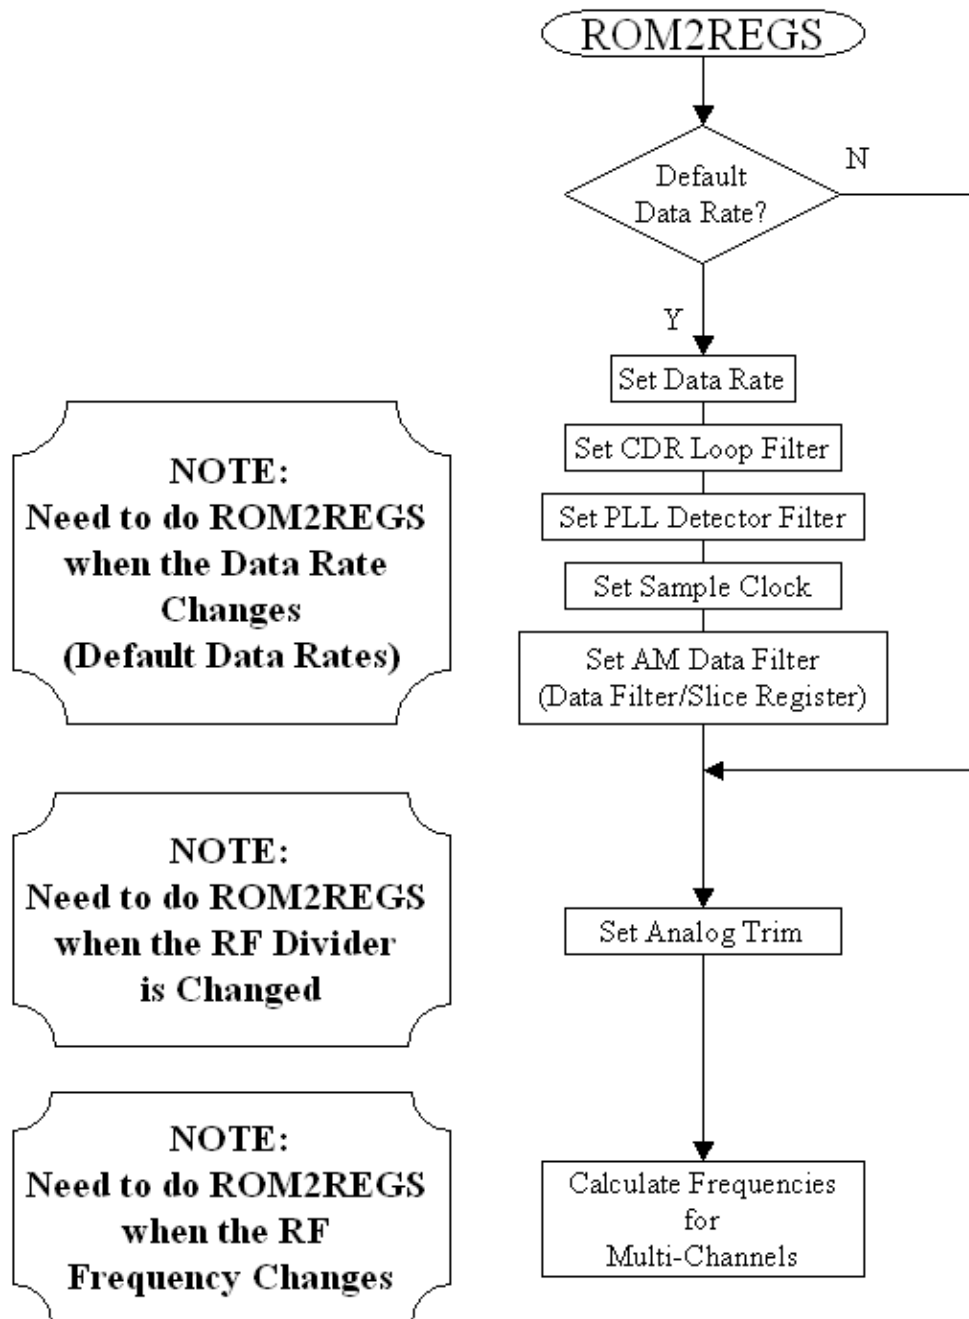 ROM2REGS
Default
Data Rate?
N
Y
Set Data Rate
Set CDR Loop Filter
Set PLL Detector Filter
Set Sample Clock
Set AM Data Filter
(Data Filter/Slice Register)
Set Analog Trim
Calculate Frequencies
for
Multi-Channels
NOTE:
Need to do ROM2REGS
when the Data Rate
Changes
(Default Data Rates)
NOTE:
Need to do ROM2REGS
when the RF Divider
is Changed
NOTE:
Need to do ROM2REGS
when the RF
Frequency Changes